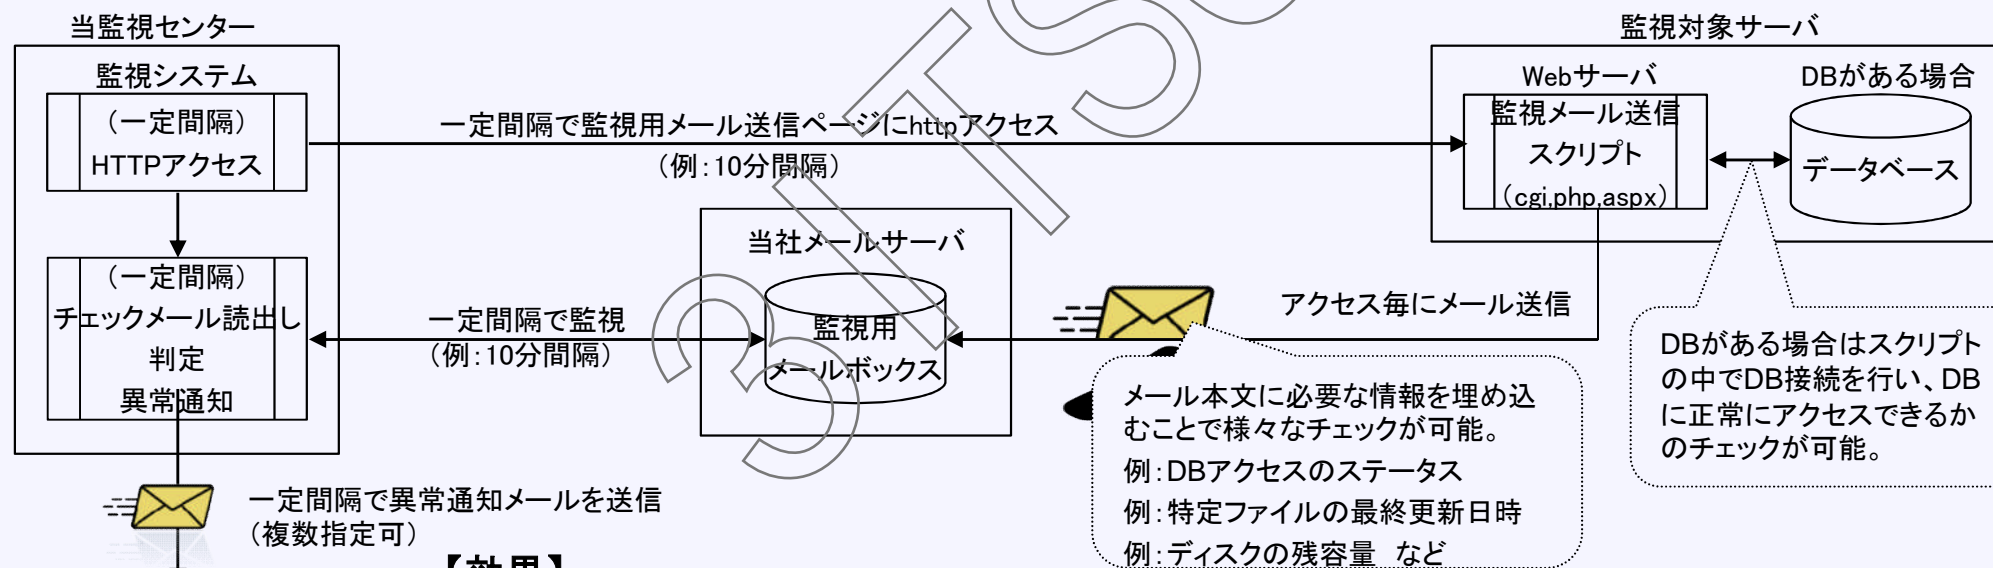 当監視センター
監視システム
（一定間隔）
HTTPアクセス
（一定間隔）
チェックメール読出し
判定
異常通知
一定間隔で監視用メール送信ページにhttpアクセス
（例：10分間隔）
当社メールサーバ
監視用
メールボックス
一定間隔で監視
（例：10分間隔）
監視対象サーバ
Webサーバ
監視メール送信
スクリプト
（cgi,php,aspx）
DBがある場合
データベース
アクセス毎にメール送信
DBがある場合はスクリプト
の中でDB接続を行い、DB
に正常にアクセスできるか
のチェックが可能。
メール本文に必要な情報を埋め込
むことで様々なチェックが可能。
例：DBアクセスのステータス
例：特定ファイルの最終更新日時
例：ディスクの残容量　など
一定間隔で異常通知メールを送信
（複数指定可）
【効果】